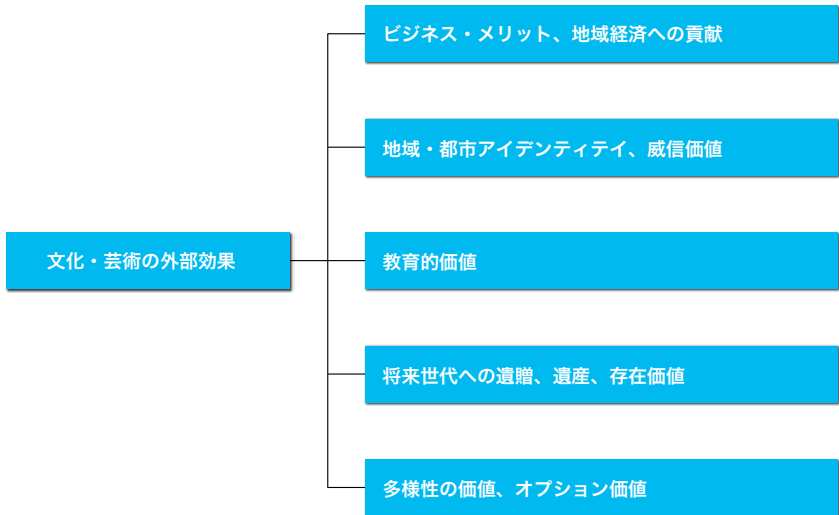 ビジネス・メリット、地域経済への貢献
地域・都市アイデンティテイ、威信価値
文化・芸術の外部効果
教育的価値
将来世代への遺贈、遺産、存在価値
多様性の価値、オプション価値